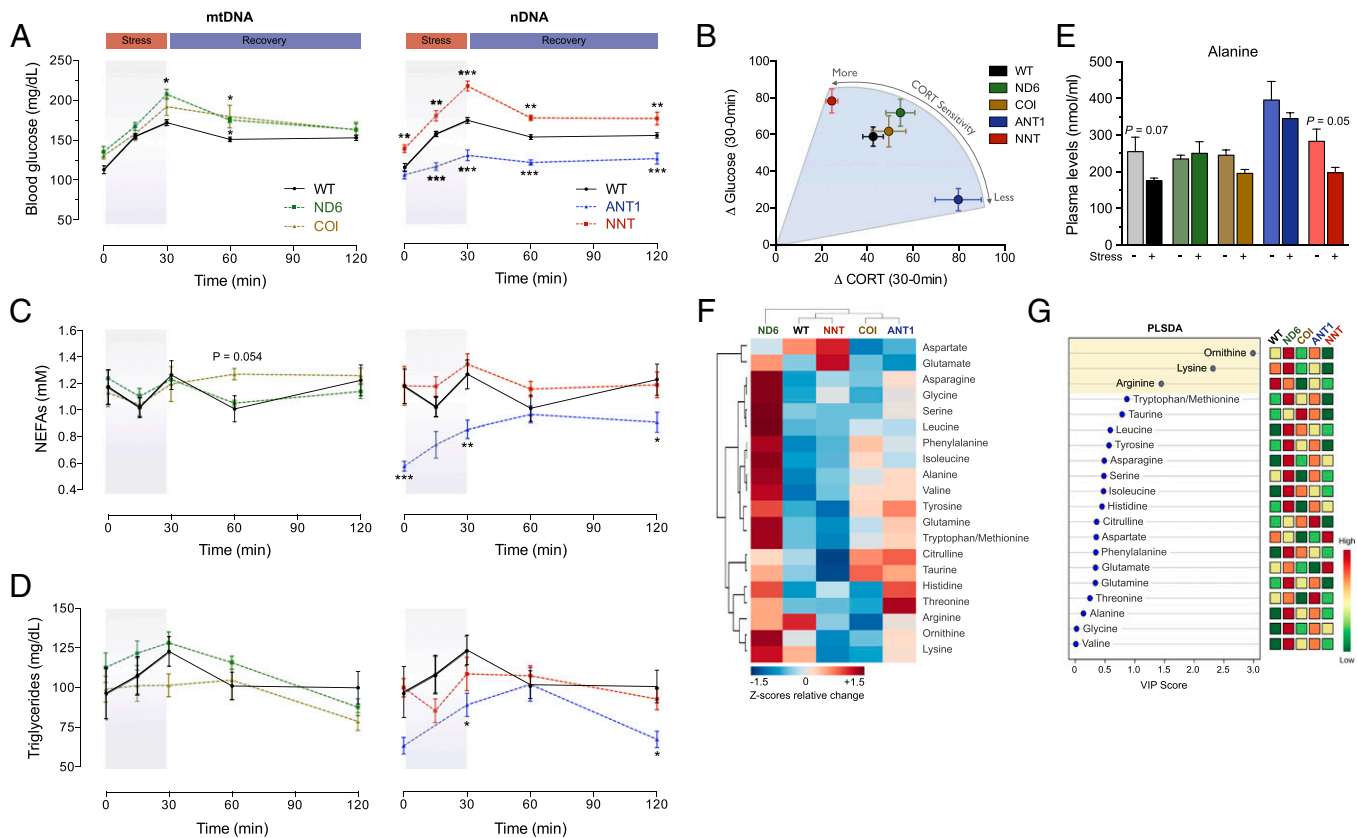 A
mtDNA
Stress
Recovery
Blood glucose (mg/dL)
250
200
150
100
50
*
*
*
WT
ND6
COI
0
30
60
90
120
Time (min)
nDNA
Stress
Recovery
**
**
***
**
**
***
***
***
***
WT
ANT1
NNT
0
30
60
90
120
Time (min)
B
Δ Glucose (30-0min)
100
80
60
40
20
0
0
20
40
60
80
100
Δ CORT (30-0min)
More
CORT Sensitivity
Less
WT
ND6
COI
ANT1
NNT
E
Alanine
Plasma levels (nmol/ml)
500
450
400
350
300
250
200
150
100
50
0
P = 0.07
P = 0.05
Stress
- + - + - + - + - +
C
NEFAs (mM)
1.6
1.4
1.2
1.0
0.8
0.6
0.4
P = 0.054
0
30
60
90
120
Time (min)
***
**
*
0
30
60
90
120
Time (min)
D
Triglycerides (mg/dL)
150
125
100
75
50
0
30
60
90
120
Time (min)
*
*
0
30
60
90
120
Time (min)
F
ND6 WT NNT COI ANT1
Aspartate
Glutamate
Asparagine
Glycine
Serine
Leucine
Phenylalanine
Isoleucine
Alanine
Valine
Tyrosine
Glutamine
Tryptophan/Methionine
Citrulline
Taurine
Histidine
Threonine
Arginine
Ornithine
Lysine
-1.5 0 +1.5
Z-scores relative change
G
PLSDA
WT ND6 COI ANT1 NNT
Ornithine
Lysine
Arginine
Tryptophan/Methionine
Taurine
Leucine
Tyrosine
Asparagine
Serine
Isoleucine
Histidine
Citrulline
Aspartate
Phenylalanine
Glutamate
Glutamine
Threonine
Alanine
Glycine
Valine
0 0.5 1.0 1.5 2.0 2.5 3.0
VIP Score
High
Low